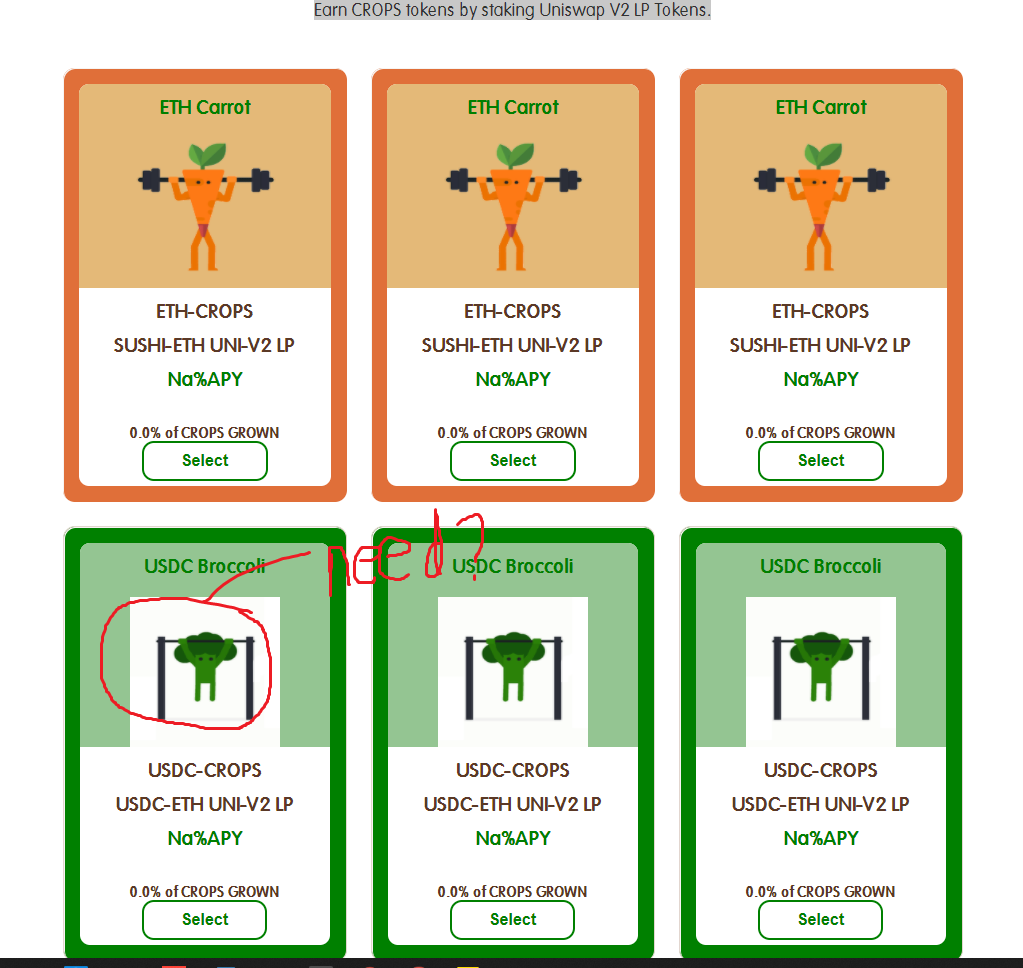 Earn CROPS tokens by staking Uniswap V2 LP Tokens.
ETH Carrot ETH Carrot ETH Carrot
ETH-CROPS ETH-CROPS ETH-CROPS
SUSHI-ETH UNI-V2 LP SUSHI-ETH UNI-V2 LP SUSHI-ETH UNI-V2 LP
Na%APY Na%APY Na%APY
0.0% of CROPS GROWN 0.0% of CROPS GROWN 0.0% of CROPS GROWN
Select Select Select
need?
USDC Broccoli USDC Broccoli USDC Broccoli
USDC-CROPS USDC-CROPS USDC-CROPS
USDC-ETH UNI-V2 LP USDC-ETH UNI-V2 LP USDC-ETH UNI-V2 LP
Na%APY Na%APY Na%APY
0.0% of CROPS GROWN 0.0% of CROPS GROWN 0.0% of CROPS GROWN
Select Select Select